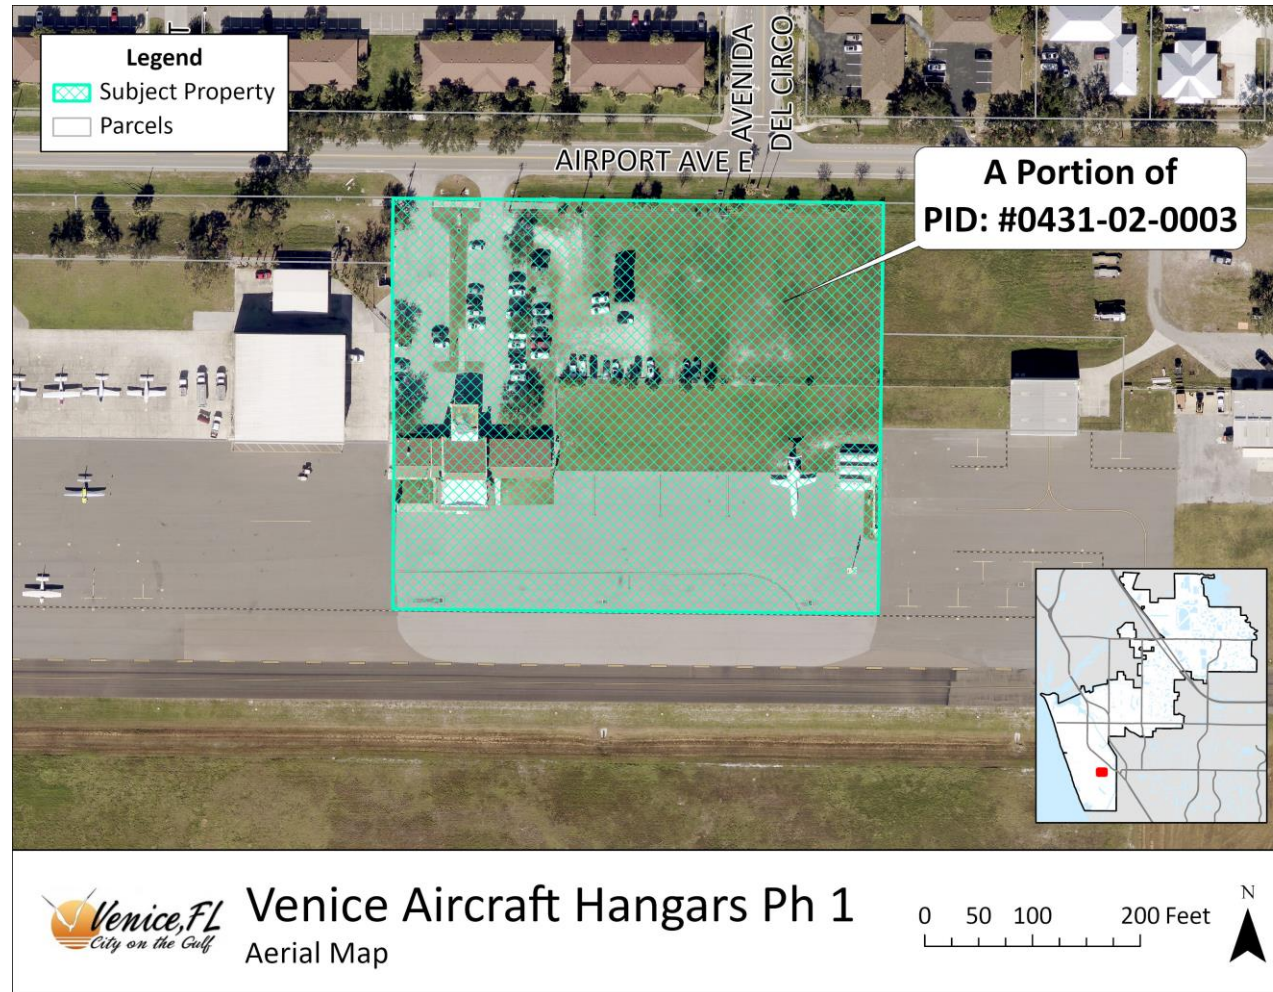 T
Legend
Subject Property
Parcels
AVENIDA
DEL CIRCO
AIRPORT AVE E
A Portion of
PID: #0431-02-0003
Venice, FL
City on the Gulf
Venice Aircraft Hangars Ph 1
Aerial Map
0 50 100 200 Feet
N